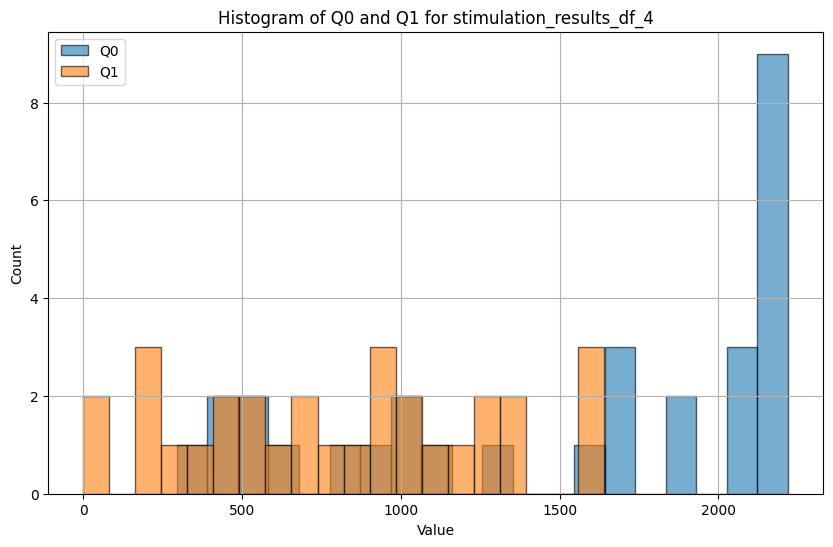 Histogram of Q0 and Q1 for stimulation_results_df_4
Q0
Q1
Count
8
6
4
2
0
0
500
1000
1500
2000
Value